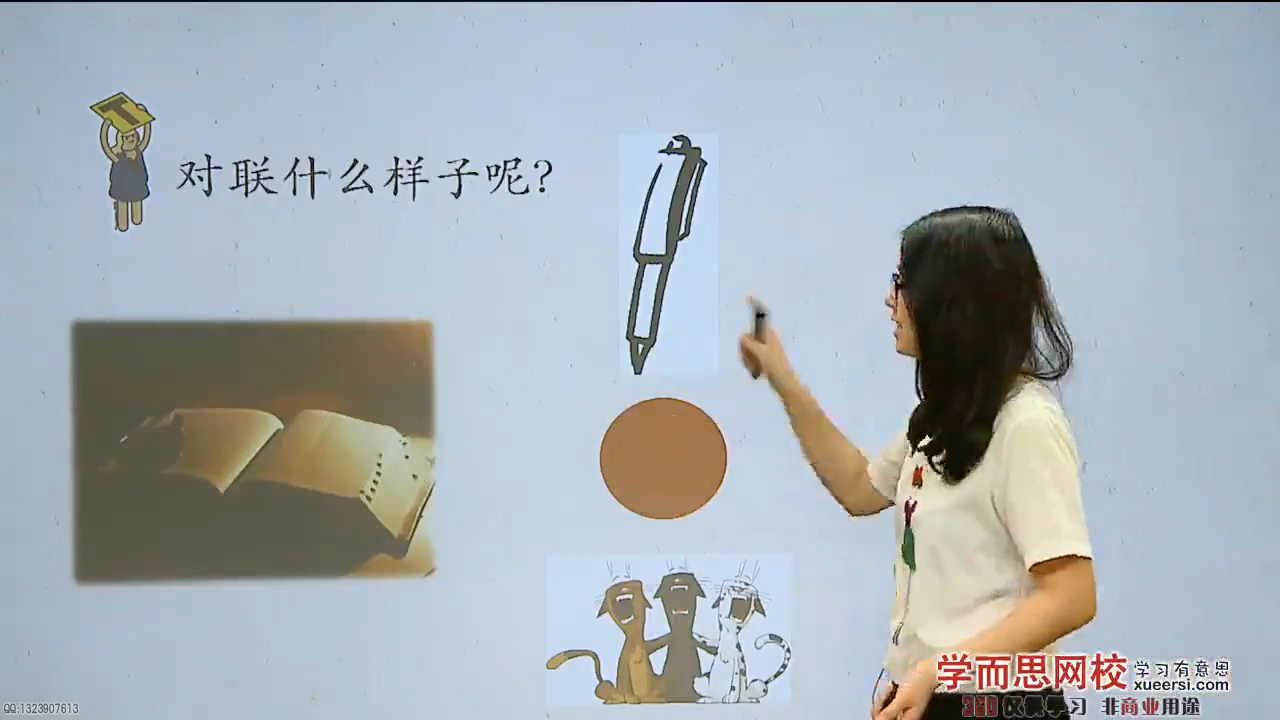 T
对联什么样子呢?
学而思网校
学习有意思
xueersi.com
360 仅供学习 非商业用途
QQ:1323907613